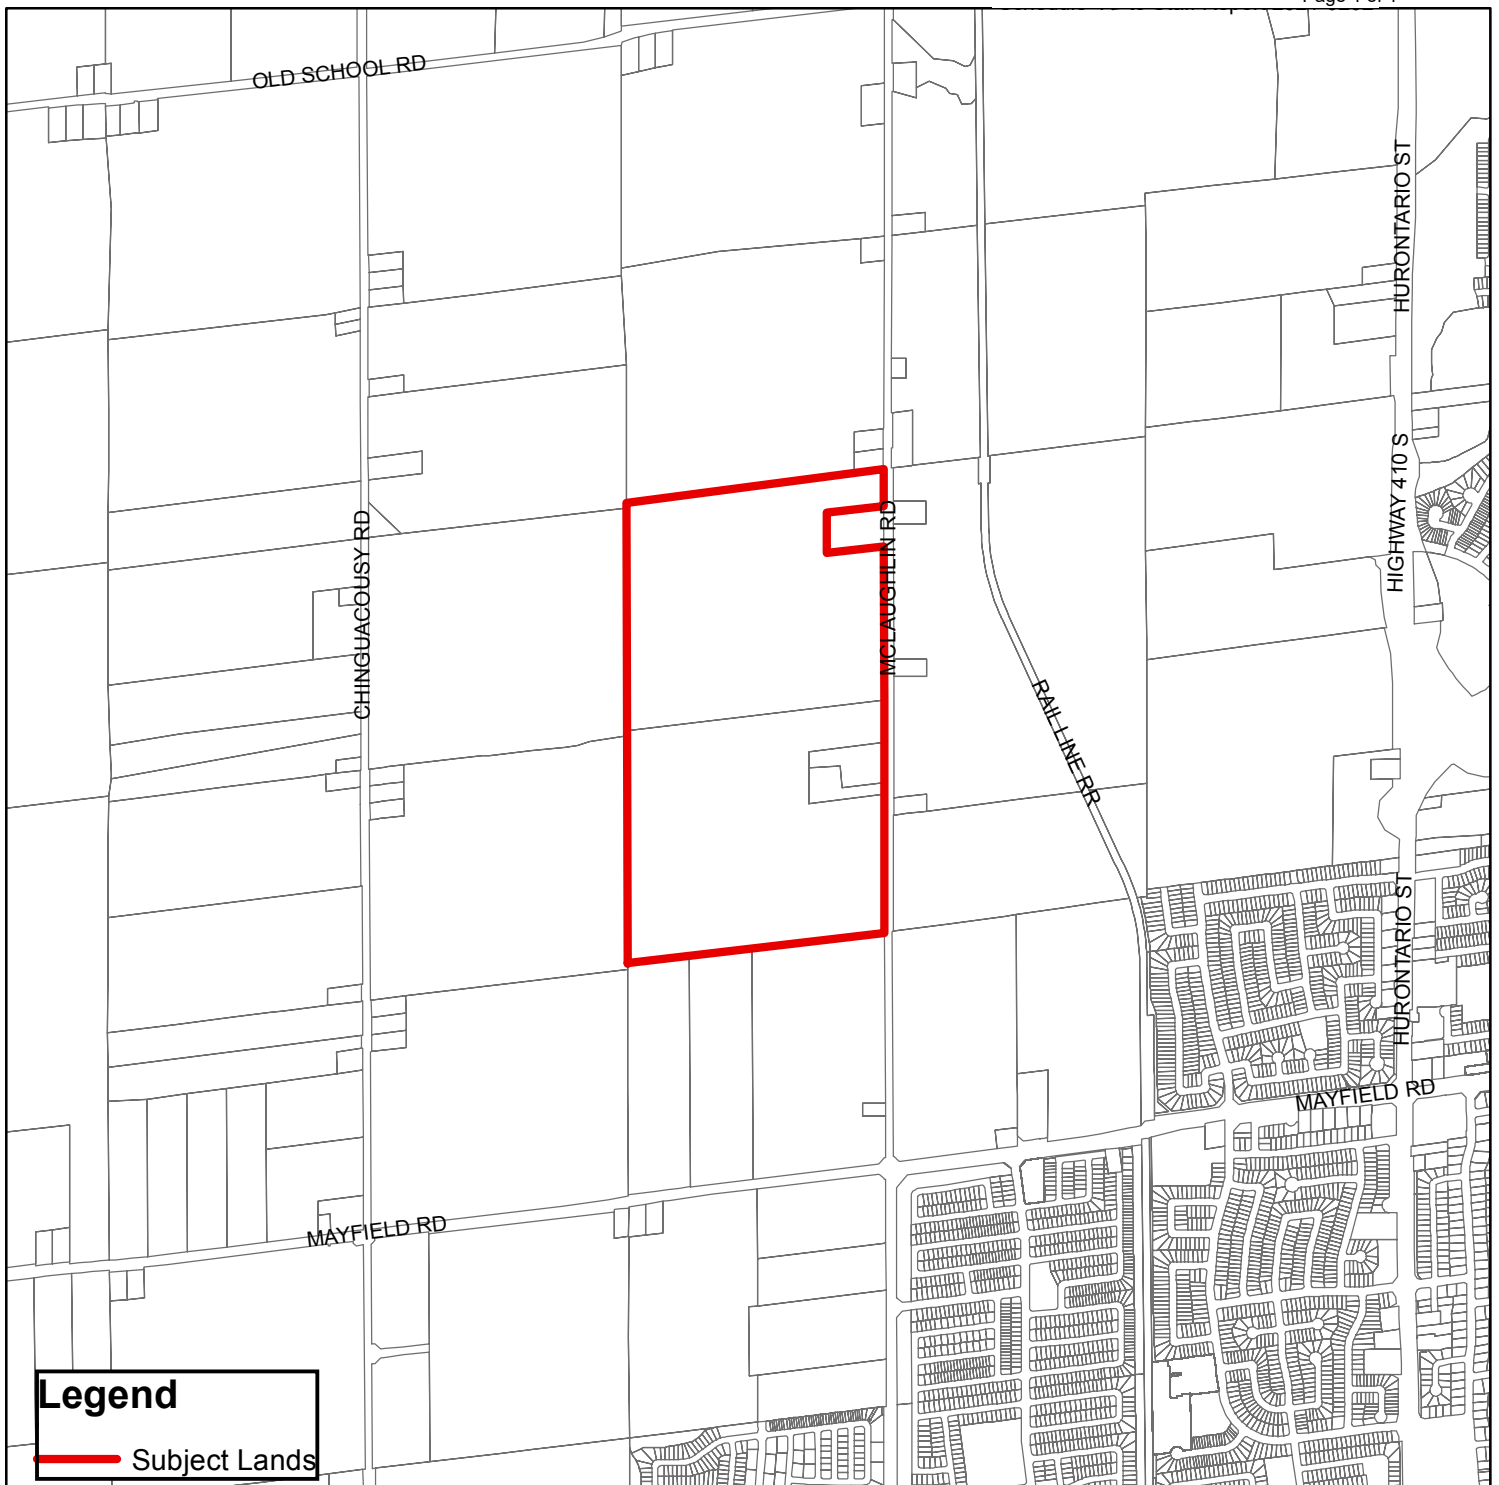 OLD SCHOOL RD
HURONTARIO ST
HIGHWAY 410 S
CHINGUACOUSY RD
MCLAUGHLIN RD
RAIL LINE RR
HURONTARIO ST
MAYFIELD RD
MAYFIELD RD
Legend
Subject Lands